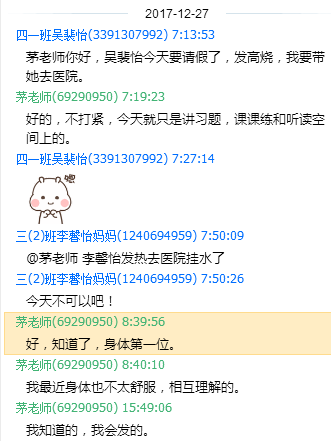 2017-12-27
四一班吴裴怡(3391307992) 7:13:53
茅老师你好，吴裴怡今天要请假了，发高烧，我要带
她去医院。
茅老师(69290950) 7:19:23
好的，不打紧，今天就只是讲习题，课课练和听读空
间上的。
四一班吴裴怡(3391307992) 7:27:14
嗯
三(2)班李馨怡妈妈(1240694959) 7:50:09
@茅老师 李馨怡发热去医院挂水了
三(2)班李馨怡妈妈(1240694959) 7:50:26
今天不可以吧！
茅老师(69290950) 8:39:56
好，知道了，身体第一位。
茅老师(69290950) 8:40:10
我最近身体也不太舒服，相互理解的。
茅老师(69290950) 15:49:06
我知道的，我会发的。